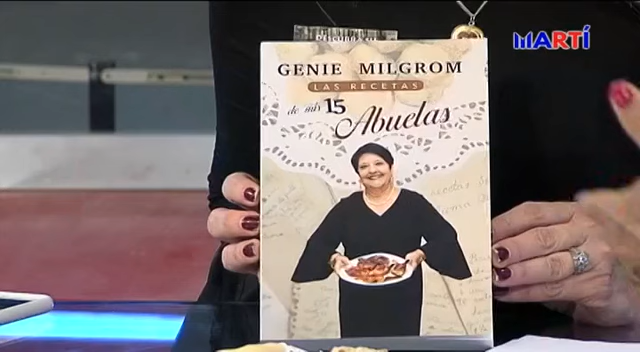 MARTÍ
GENIE MILGROM
LAS RECETAS
de mis 15
Abuelas